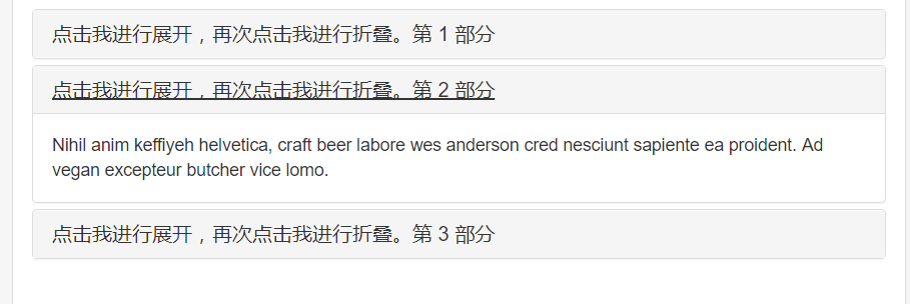 点击我进行展开，再次点击我进行折叠。第 1 部分
点击我进行展开，再次点击我进行折叠。第 2 部分
Nihil anim keffiyeh helvetica, craft beer labore wes anderson cred nesciunt sapiente ea proident. Ad
vegan excepteur butcher vice lomo.
点击我进行展开，再次点击我进行折叠。第 3 部分